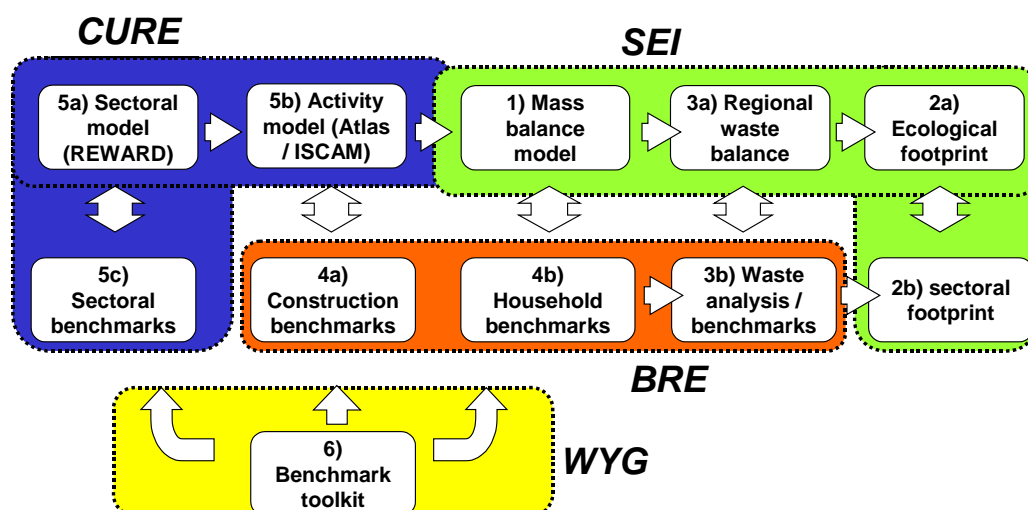 CURE
SEI
5a) Sectoral
model
(REWARD)
5b) Activity
model (Atlas
/ ISCAM)
1) Mass
balance
model
3a) Regional
waste
balance
2a)
Ecological
footprint
5c)
Sectoral
benchmarks
4a)
Construction
benchmarks
4b)
Household
benchmarks
3b) Waste
analysis /
benchmarks
2b) sectoral
footprint
BRE
6)
Benchmark
toolkit
WYG